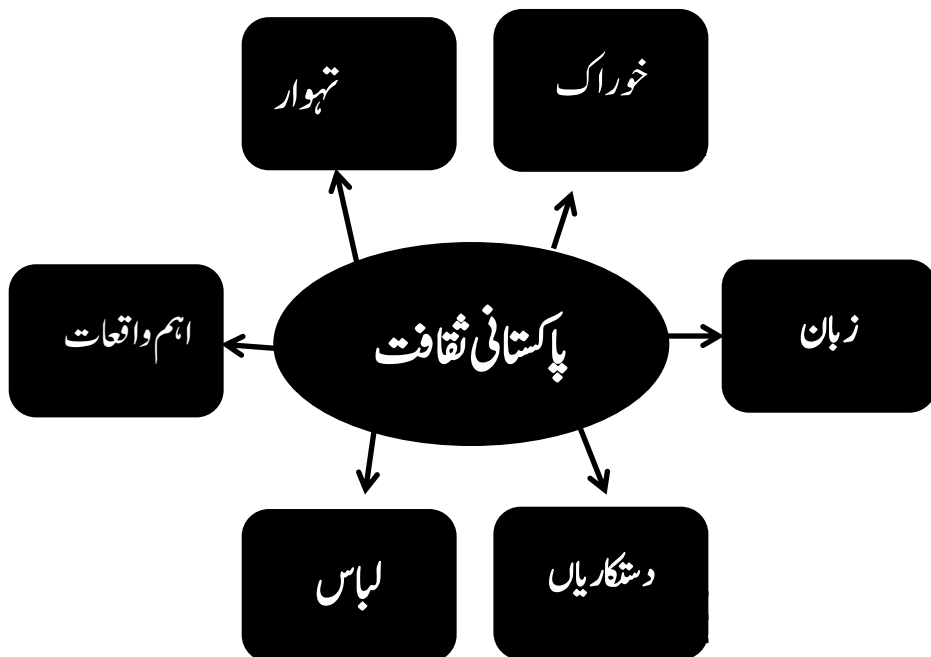 خوراک
تہوار
زبان
پاکستانی ثقافت
اہم واقعات
دستکاریاں
لباس